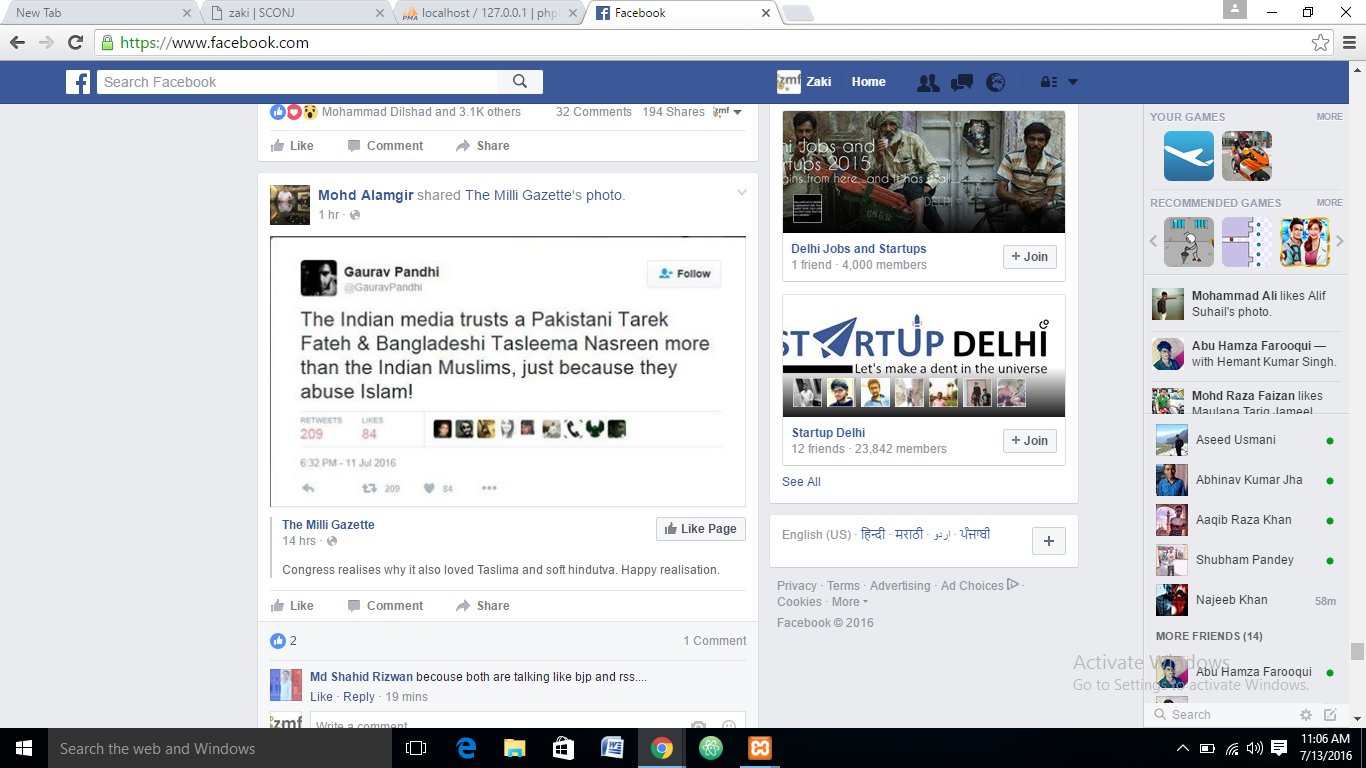 New Tab
zaki | SCONJ
localhost / 127.0.0.1 | php
Facebook
https://www.facebook.com
Search Facebook
zmf Zaki
Home
Mohammad Dilshad and 3.1K others
32 Comments 194 Shares
Like Comment Share
Mohd Alamgir shared The Milli Gazette's photo.
1 hr ·
Gaurav Pandhi
@GauravPandhi
Follow
The Indian media trusts a Pakistani Tarek
Fateh & Bangladeshi Tasleema Nasreen more
than the Indian Muslims, just because they
abuse Islam!
RETWEETS LIKES
209 84
6:32 PM - 11 Jul 2016
209 84
The Milli Gazette
14 hrs ·
Like Page
Congress realises why it also loved Taslima and soft hindutva. Happy realisation.
Like Comment Share
2
1 Comment
Md Shahid Rizwan becouse both are talking like bjp and rss....
Like · Reply · 19 mins
zmf
Write a comment
hi Jobs and
rtups 2015
gins from here....and it has it all....
DELHI
Delhi Jobs and Startups
1 friend · 4,000 members
+ Join
STARTUP DELHI
Let's make a dent in the universe
Startup Delhi
12 friends · 23,842 members
+ Join
See All
English (US) · हिन्दी · मराठी · اردو · ਪੰਜਾਬੀ
+
Privacy · Terms · Advertising · Ad Choices ·
Cookies · More
Facebook © 2016
YOUR GAMES MORE
RECOMMENDED GAMES MORE
Mohammad Ali likes Alif
Suhail's photo.
Abu Hamza Farooqui —
with Hemant Kumar Singh.
Mohd Raza Faizan likes
Maulana Tariq Jameel
Aseed Usmani
Abhinav Kumar Jha
Aaqib Raza Khan
Shubham Pandey
Najeeb Khan 58m
MORE FRIENDS (14)
Abu Hamza Farooqui
Activate Windows
Go to Settings to activate Windows.
Search
Search the web and Windows
11:06 AM
7/13/2016